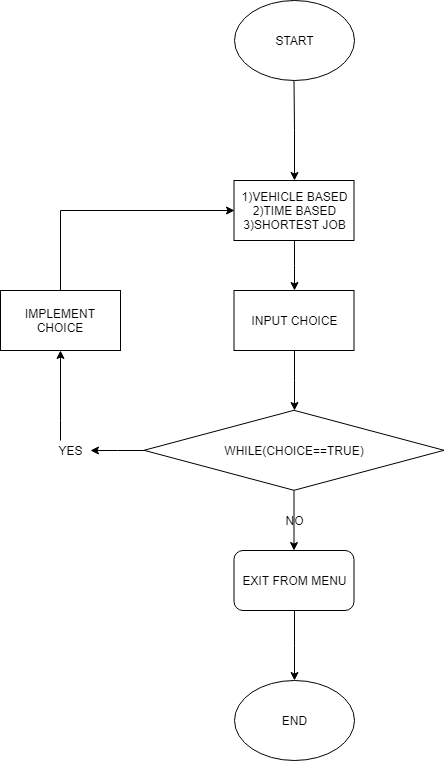 START
1)VEHICLE BASED
2)TIME BASED
3)SHORTEST JOB
IMPLEMENT
CHOICE
INPUT CHOICE
YES
WHILE(CHOICE==TRUE)
NO
EXIT FROM MENU
END